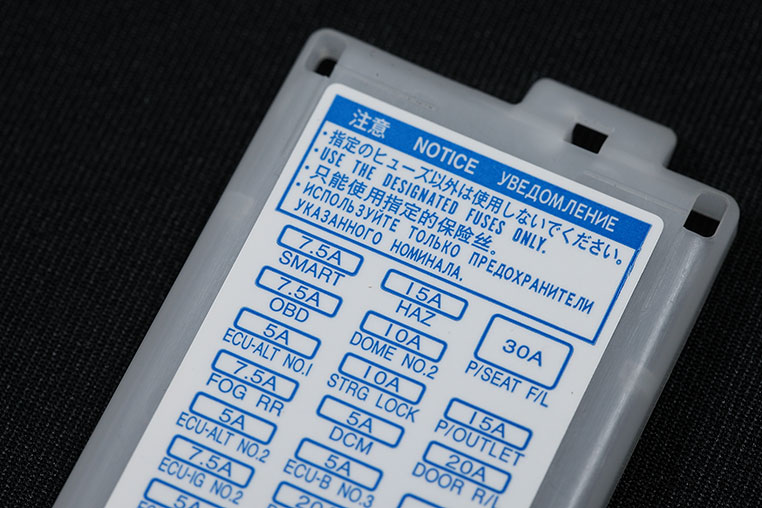 注意 NOTICE УВЕДОМЛЕНИЕ
・指定のヒューズ以外は使用しないでください。
・USE THE DESIGNATED FUSES ONLY.
・只能使用指定的保险丝。
・ИСПОЛЬЗУЙТЕ ТОЛЬКО ПРЕДОХРАНИТЕЛИ
УКАЗАННОГО НОМИНАЛА.
7.5A
SMART
7.5A
OBD
5A
ECU-ALT NO.1
7.5A
FOG RR
5A
ECU-ALT NO.2
7.5A
ECU-IG NO.2
5A
15A
HAZ
10A
DOME NO.2
10A
STRG LOCK
5A
DCM
5A
ECU-B NO.3
20A
30A
P/SEAT F/L
15A
P/OUTLET
20A
DOOR R/L